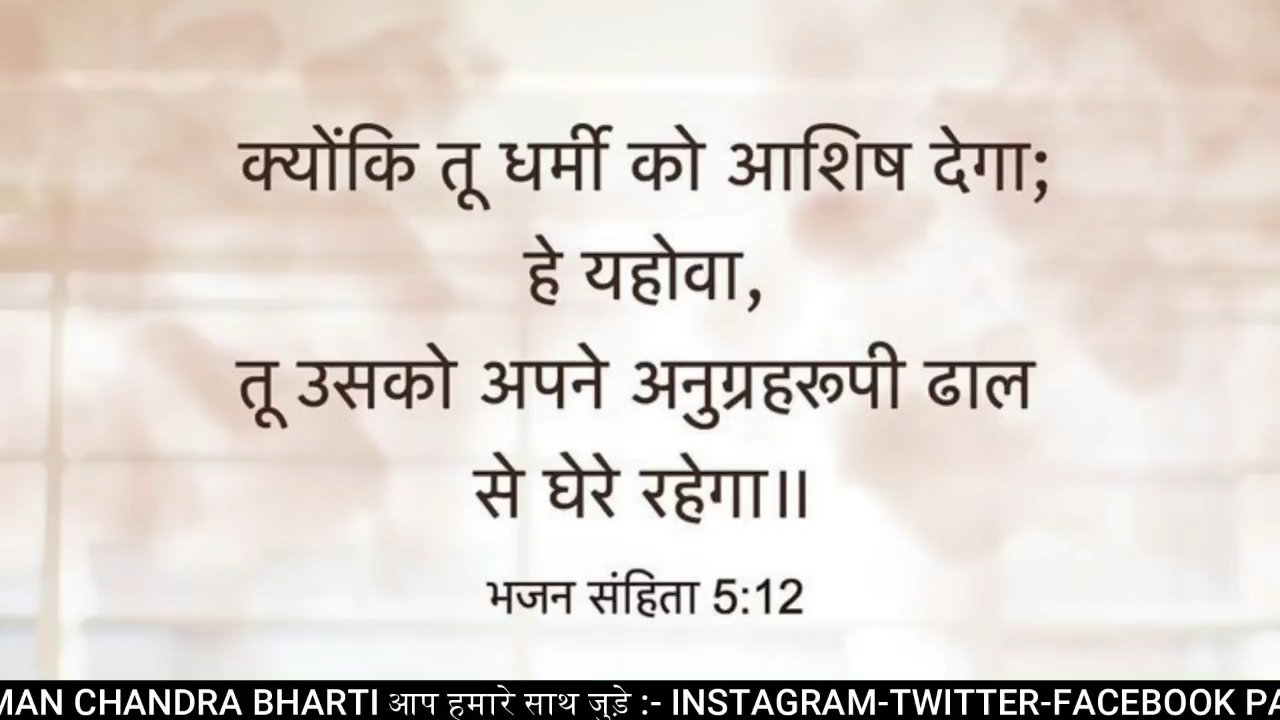 क्योंकि तू धर्मी को आशिष देगा;
हे यहोवा,
तू उसको अपने अनुग्रहरूपी ढाल
से घेरे रहेगा॥
भजन संहिता 5:12
MAN CHANDRA BHARTI आप हमारे साथ जुड़े :- INSTAGRAM-TWITTER-FACEBOOK PA